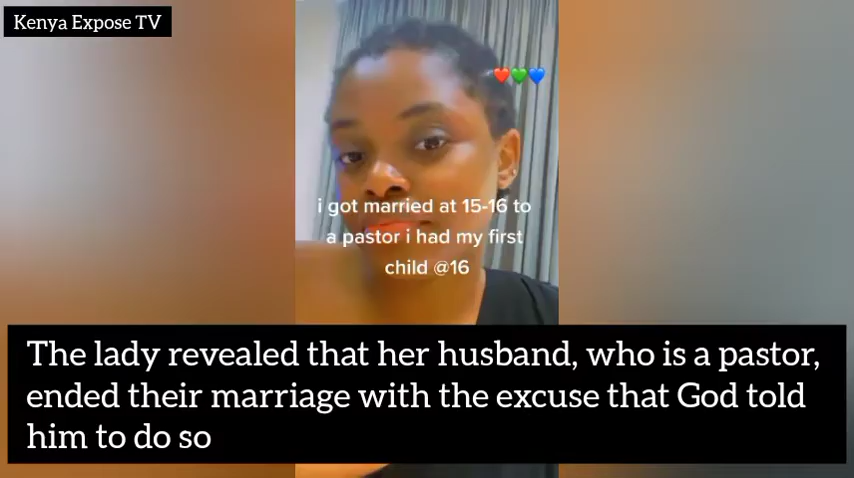 Kenya Expose TV
i got married at 15-16 to
a pastor i had my first
child @16
The lady revealed that her husband, who is a pastor,
ended their marriage with the excuse that God told
him to do so